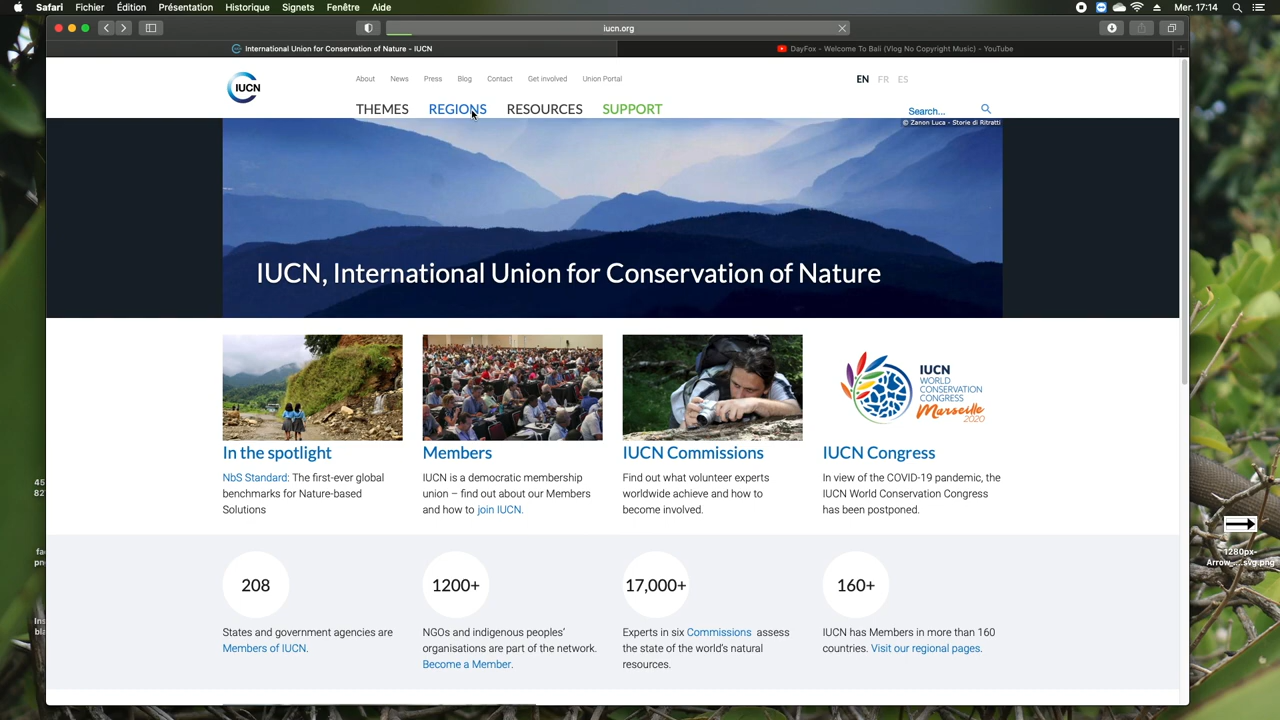 Safari Fichier Édition Présentation Historique Signets Fenêtre Aide Mer. 17:14
iucn.org
International Union for Conservation of Nature - IUCN
DayFox - Welcome To Bali (Vlog No Copyright Music) - YouTube
IUCN
About News Press Blog Contact Get involved Union Portal
EN FR ES
THEMES REGIONS RESOURCES SUPPORT
Search...
© Zanon Luca - Storie di Ritratti
IUCN, International Union for Conservation of Nature
IUCN
WORLD
CONSERVATION
CONGRESS
Marseille
2020
In the spotlight
NbS Standard: The first-ever global
benchmarks for Nature-based
Solutions
Members
IUCN is a democratic membership
union – find out about our Members
and how to join IUCN.
IUCN Commissions
Find out what volunteer experts
worldwide achieve and how to
become involved.
IUCN Congress
In view of the COVID-19 pandemic, the
IUCN World Conservation Congress
has been postponed.
208
States and government agencies are
Members of IUCN.
1200+
NGOs and indigenous peoples'
organisations are part of the network.
Become a Member.
17,000+
Experts in six Commissions assess
the state of the world's natural
resources.
160+
IUCN has Members in more than 160
countries. Visit our regional pages.
1280px-
Arrow_...svg.png